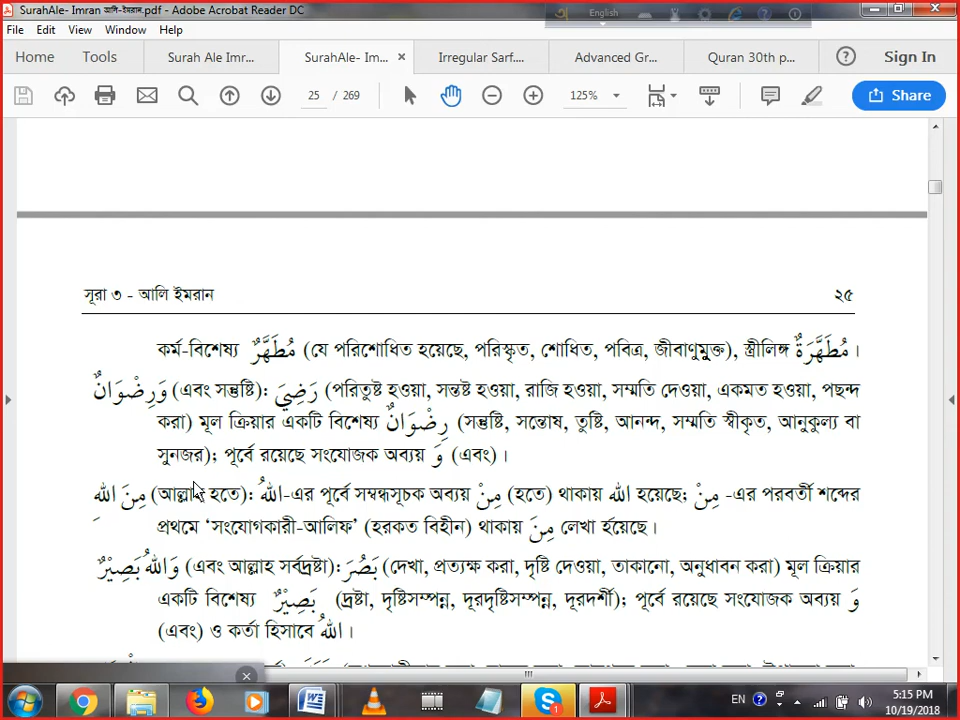 SurahAle- Imran আলি-ইমরান.pdf - Adobe Acrobat Reader DC
English
File Edit View Window Help
Home Tools Surah Ale Imr... SurahAle- Im... × Irregular Sarf.... Advanced Gr... Quran 30th p... Sign In
25 / 269 125% Share
সূরা ৩ - আলি ইমরান ২৫
কর্ম-বিশেষ্য مُطَهَّرٌ (যে পরিশোধিত হয়েছে, পরিস্কৃত, শোধিত, পবিত্র, জীবাণুমুক্ত), স্ত্রীলিঙ্গ مُطَهَّرَةٌ।
وَرِضْوَانٌ (এবং সন্তুষ্টি): رَضِيَ (পরিতুষ্ট হওয়া, সন্তষ্ট হওয়া, রাজি হওয়া, সম্মতি দেওয়া, একমত হওয়া, পছন্দ
করা) মূল ক্রিয়ার একটি বিশেষ্য رِضْوَانٌ (সন্তুষ্টি, সন্তোষ, তুষ্টি, আনন্দ, সম্মতি স্বীকৃত, আনুকুল্য বা
সুনজর); পূর্বে রয়েছে সংযোজক অব্যয় وَ (এবং)।
مِنَ اللهِ (আল্লাহ হতে): اللهُ-এর পূর্বে সম্বন্ধসূচক অব্যয় مِنْ (হতে) থাকায় اللهِ হয়েছে; مِنْ -এর পরবর্তী শব্দের
প্রথমে ‘সংযোগকারী-আলিফ’ (হরকত বিহীন) থাকায় مِنَ লেখা হয়েছে।
وَاللهُ بَصِيْرٌ (এবং আল্লাহ সর্বদ্রষ্টা): بَصُرَ (দেখা, প্রত্যক্ষ করা, দৃষ্টি দেওয়া, তাকানো, অনুধাবন করা) মূল ক্রিয়ার
একটি বিশেষ্য بَصِيْرٌ (দ্রষ্টা, দৃষ্টিসম্পন্ন, দূরদৃষ্টিসম্পন্ন, দূরদর্শী); পূর্বে রয়েছে সংযোজক অব্যয় وَ
(এবং) ও কর্তা হিসাবে اللهُ।
EN 5:15 PM
10/19/2018